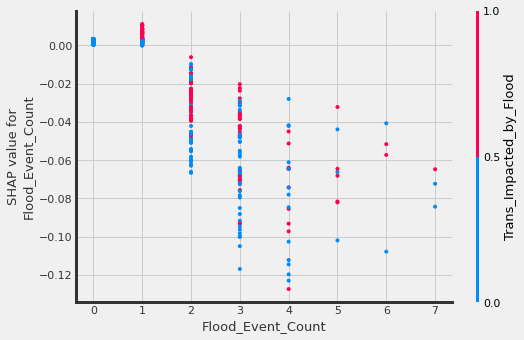 0.00
−0.02
−0.04
−0.06
−0.08
−0.10
−0.12
SHAP value for
Flood_Event_Count
0 1 2 3 4 5 6 7
Flood_Event_Count
1.0
0.5
0.0
Trans_Impacted_by_Flood